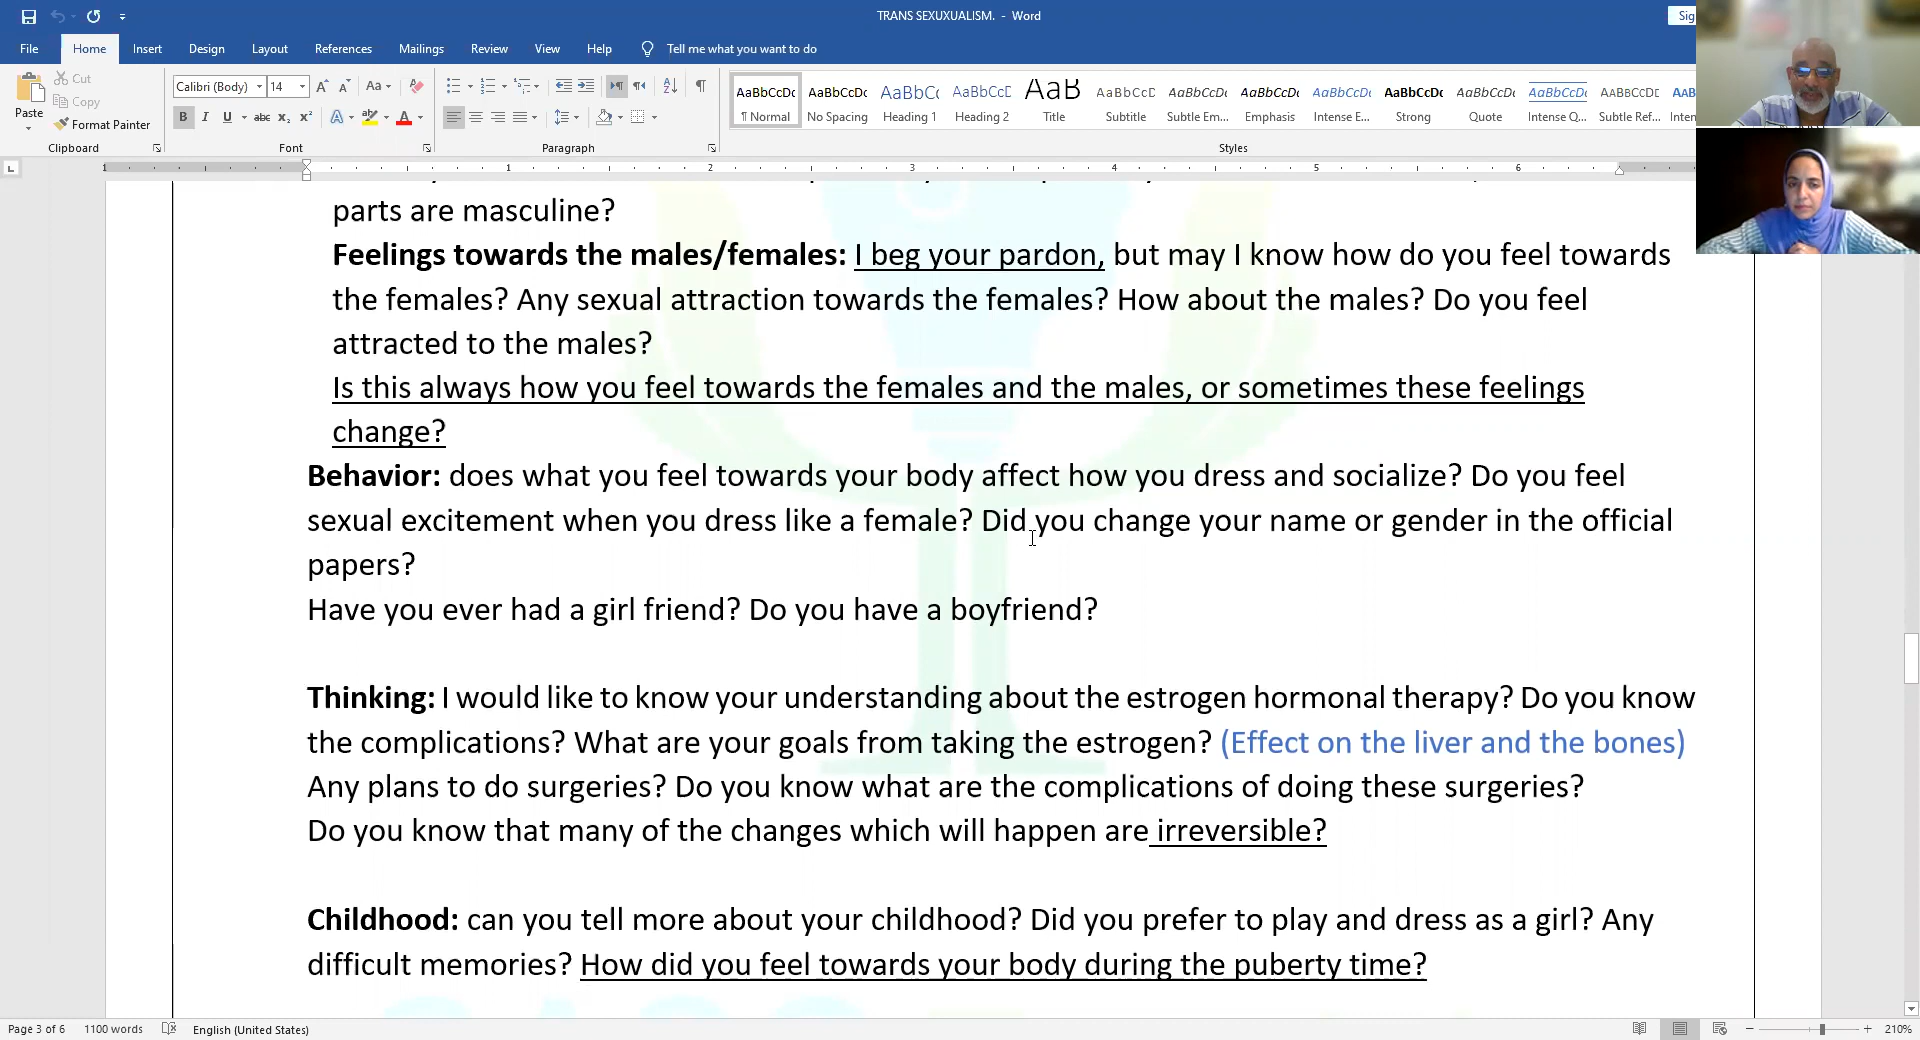 TRANS SEXUXUALISM. - Word
Sig
File Home Insert Design Layout References Mailings Review View Help Tell me what you want to do
Paste
Cut
Copy
Format Painter
Clipboard
Calibri (Body) 14
Font
Paragraph
AaBbCcDc AaBbCcDc AaBbCc AaBbCcC AaB AaBbCcC AaBbCcDc AaBbCcDc AaBbCcDc AaBbCcDc AaBbCcDc AaBbCcDc AaBbCcDc AaB
¶ Normal No Spacing Heading 1 Heading 2 Title Subtitle Subtle Em... Emphasis Intense E... Strong Quote Intense Q... Subtle Ref... Inten
Styles
1 1 2 3 4 5 6
parts are masculine?
Feelings towards the males/females: I beg your pardon, but may I know how do you feel towards
the females? Any sexual attraction towards the females? How about the males? Do you feel
attracted to the males?
Is this always how you feel towards the females and the males, or sometimes these feelings
change?
Behavior: does what you feel towards your body affect how you dress and socialize? Do you feel
sexual excitement when you dress like a female? Did you change your name or gender in the official
papers?
Have you ever had a girl friend? Do you have a boyfriend?
Thinking: I would like to know your understanding about the estrogen hormonal therapy? Do you know
the complications? What are your goals from taking the estrogen? (Effect on the liver and the bones)
Any plans to do surgeries? Do you know what are the complications of doing these surgeries?
Do you know that many of the changes which will happen are irreversible?
Childhood: can you tell more about your childhood? Did you prefer to play and dress as a girl? Any
difficult memories? How did you feel towards your body during the puberty time?
Page 3 of 6 1100 words English (United States) 210%